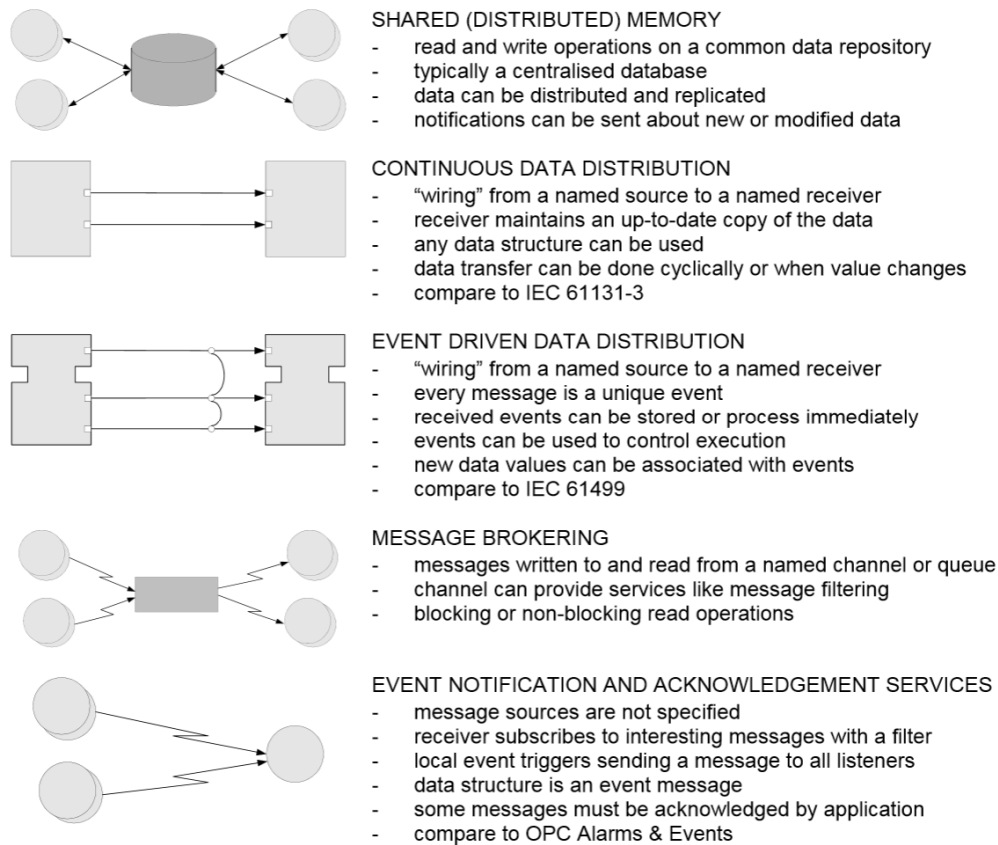 SHARED (DISTRIBUTED) MEMORY
- read and write operations on a common data repository
- typically a centralised database
- data can be distributed and replicated
- notifications can be sent about new or modified data
CONTINUOUS DATA DISTRIBUTION
- “wiring” from a named source to a named receiver
- receiver maintains an up-to-date copy of the data
- any data structure can be used
- data transfer can be done cyclically or when value changes
- compare to IEC 61131-3
EVENT DRIVEN DATA DISTRIBUTION
- “wiring” from a named source to a named receiver
- every message is a unique event
- received events can be stored or process immediately
- events can be used to control execution
- new data values can be associated with events
- compare to IEC 61499
MESSAGE BROKERING
- messages written to and read from a named channel or queue
- channel can provide services like message filtering
- blocking or non-blocking read operations
EVENT NOTIFICATION AND ACKNOWLEDGEMENT SERVICES
- message sources are not specified
- receiver subscribes to interesting messages with a filter
- local event triggers sending a message to all listeners
- data structure is an event message
- some messages must be acknowledged by application
- compare to OPC Alarms & Events